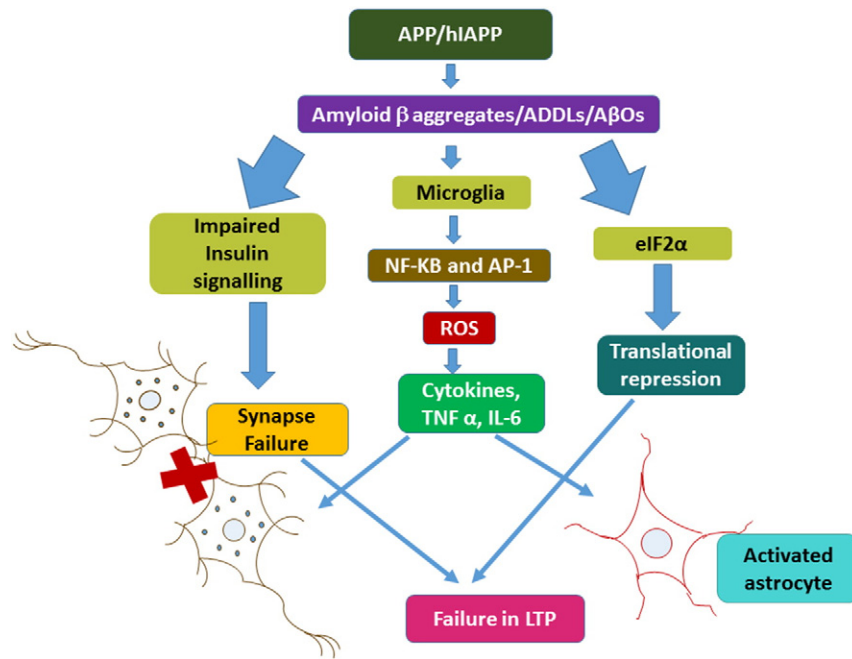 APP/hIAPP
Amyloid β aggregates/ADDLs/AβOs
Impaired
Insulin
signalling
Microglia
eIF2α
NF-KB and AP-1
ROS
Translational
repression
Cytokines,
TNF α, IL-6
Synapse
Failure
Activated
astrocyte
Failure in LTP